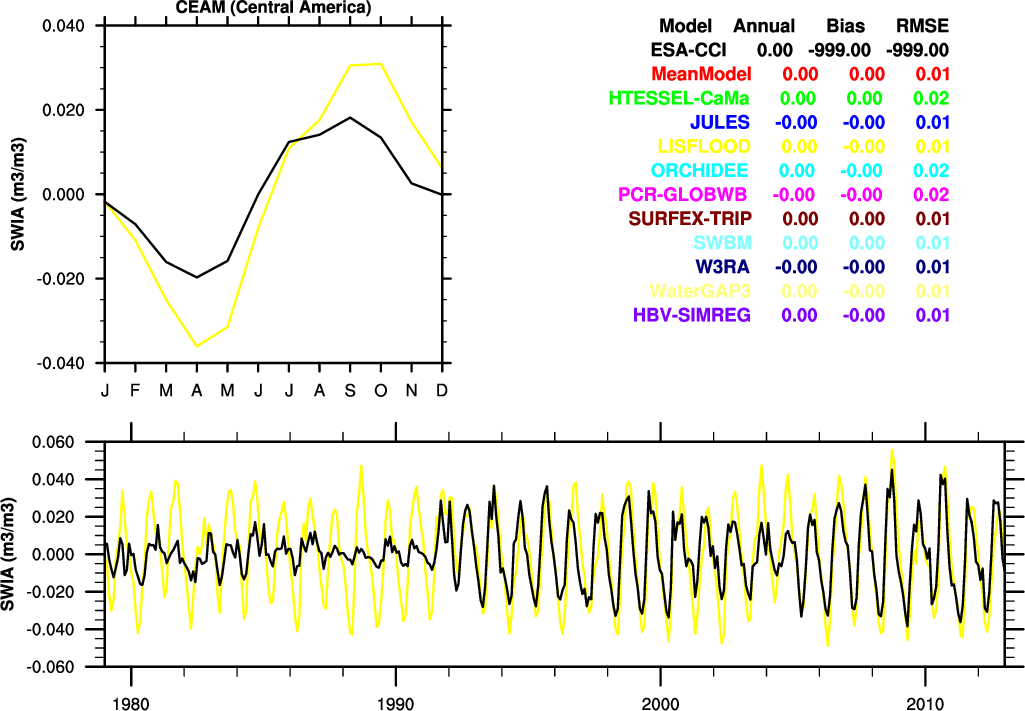 CEAM (Central America)
0.040
0.020
0.000
-0.020
-0.040
SWIA (m3/m3)
J F M A M J J A S O N D
Model Annual Bias RMSE
ESA-CCI 0.00 -999.00 -999.00
MeanModel 0.00 0.00 0.01
HTESSEL-CaMa 0.00 0.00 0.02
JULES -0.00 -0.00 0.01
LISFLOOD 0.00 -0.00 0.01
ORCHIDEE 0.00 -0.00 0.02
PCR-GLOBWB -0.00 -0.00 0.02
SURFEX-TRIP 0.00 0.00 0.01
SWBM 0.00 0.00 0.01
W3RA -0.00 -0.00 0.01
WaterGAP3 0.00 -0.00 0.01
HBV-SIMREG 0.00 -0.00 0.01
0.060
0.040
0.020
0.000
-0.020
-0.040
-0.060
SWIA (m3/m3)
1980 1990 2000 2010